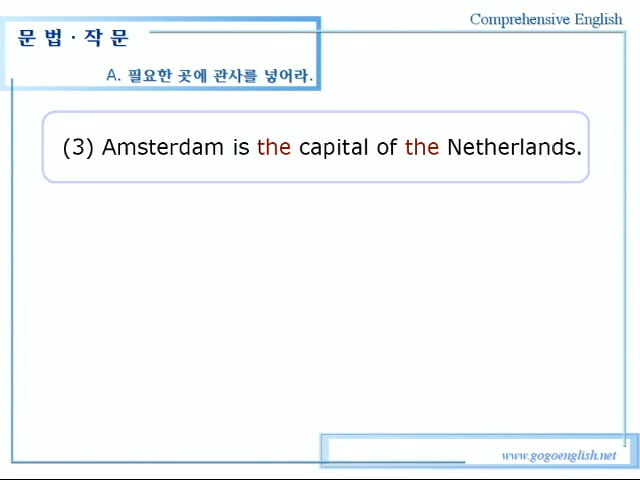 Comprehensive English
문 법 · 작 문
A. 필요한 곳에 관사를 넣어라.
(3) Amsterdam is the capital of the Netherlands.
www.gogoenglish.net